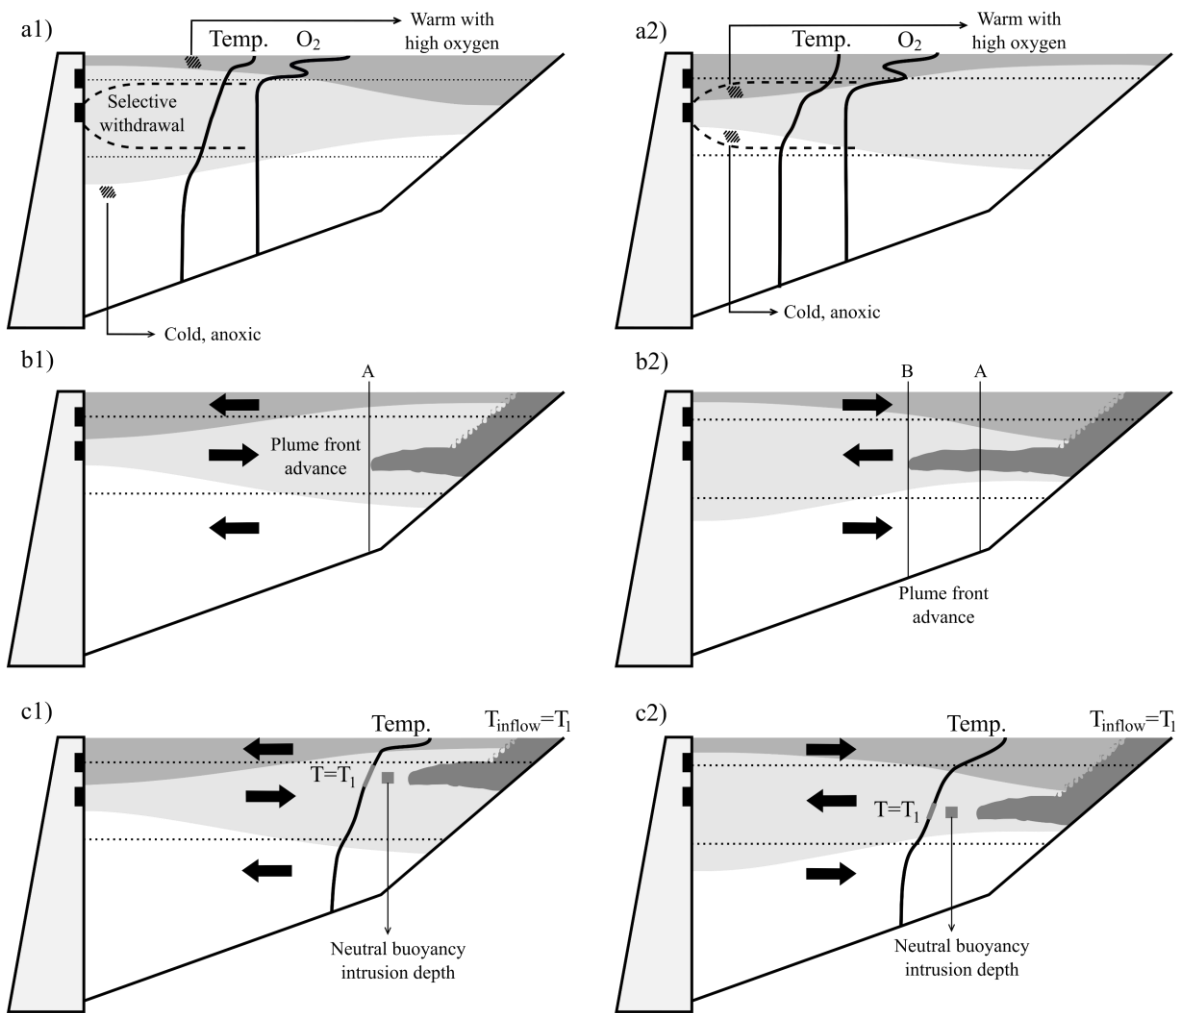 a1)
Warm with
high oxygen
Temp.
O2
Selective
withdrawal
Cold, anoxic
a2)
Warm with
high oxygen
Temp.
O2
Cold, anoxic
b1)
A
Plume front
advance
b2)
B
A
Plume front
advance
c1)
Temp.
Tinflow=T1
T=T1
Neutral buoyancy
intrusion depth
c2)
Temp.
Tinflow=T1
T=T1
Neutral buoyancy
intrusion depth